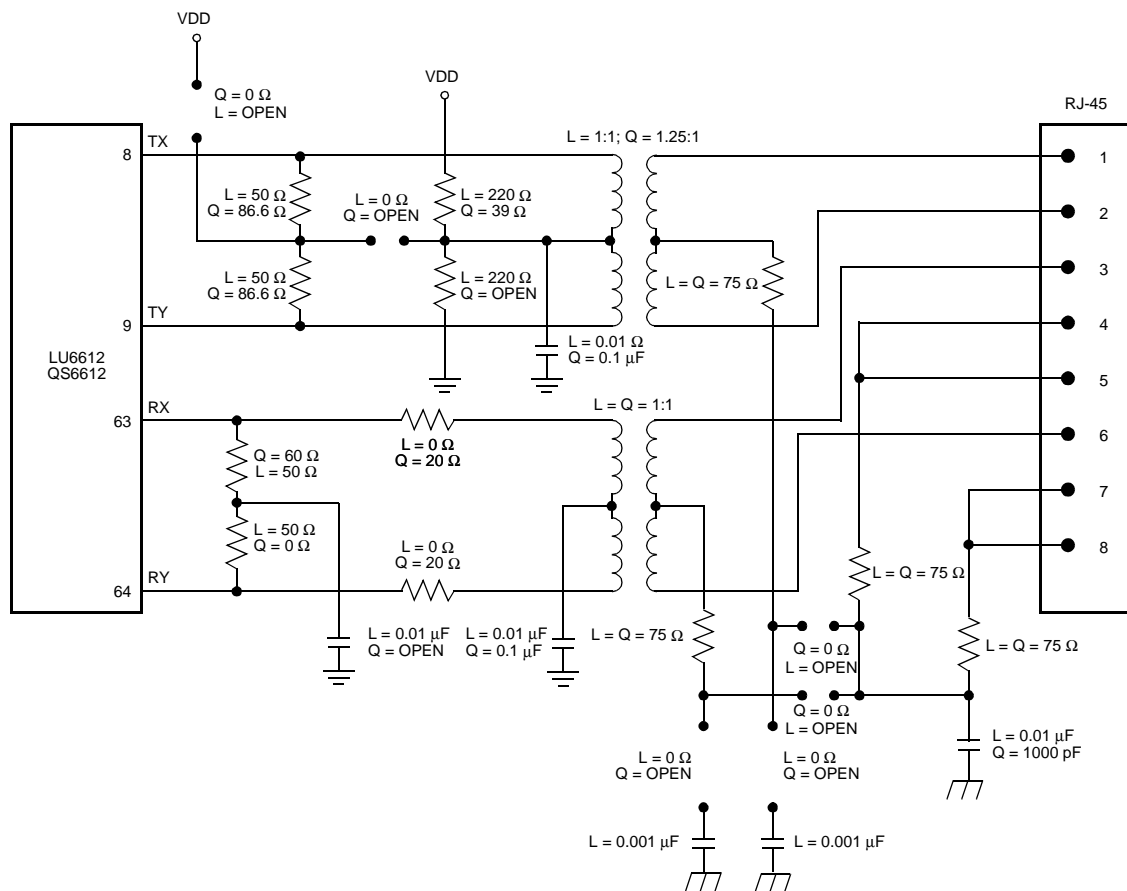 VDD
Q = 0 Ω
L = OPEN
VDD
RJ-45
TX
8
L = 1:1; Q = 1.25:1
1
L = 50 Ω
Q = 86.6 Ω
L = 0 Ω
Q = OPEN
L = 220 Ω
Q = 39 Ω
2
L = 50 Ω
Q = 86.6 Ω
L = 220 Ω
Q = OPEN
L = Q = 75 Ω
3
TY
9
L = 0.01 Ω
Q = 0.1 µF
4
LU6612
QS6612
5
RX
63
L = Q = 1:1
6
L = 0 Ω
Q = 20 Ω
Q = 60 Ω
L = 50 Ω
7
L = 50 Ω
Q = 0 Ω
8
L = 0 Ω
Q = 20 Ω
RY
64
L = Q = 75 Ω
L = 0.01 µF
Q = OPEN
L = 0.01 µF
Q = 0.1 µF
L = Q = 75 Ω
Q = 0 Ω
L = OPEN
L = Q = 75 Ω
Q = 0 Ω
L = OPEN
L = 0.01 µF
Q = 1000 pF
L = 0 Ω
Q = OPEN
L = 0 Ω
Q = OPEN
L = 0.001 µF
L = 0.001 µF